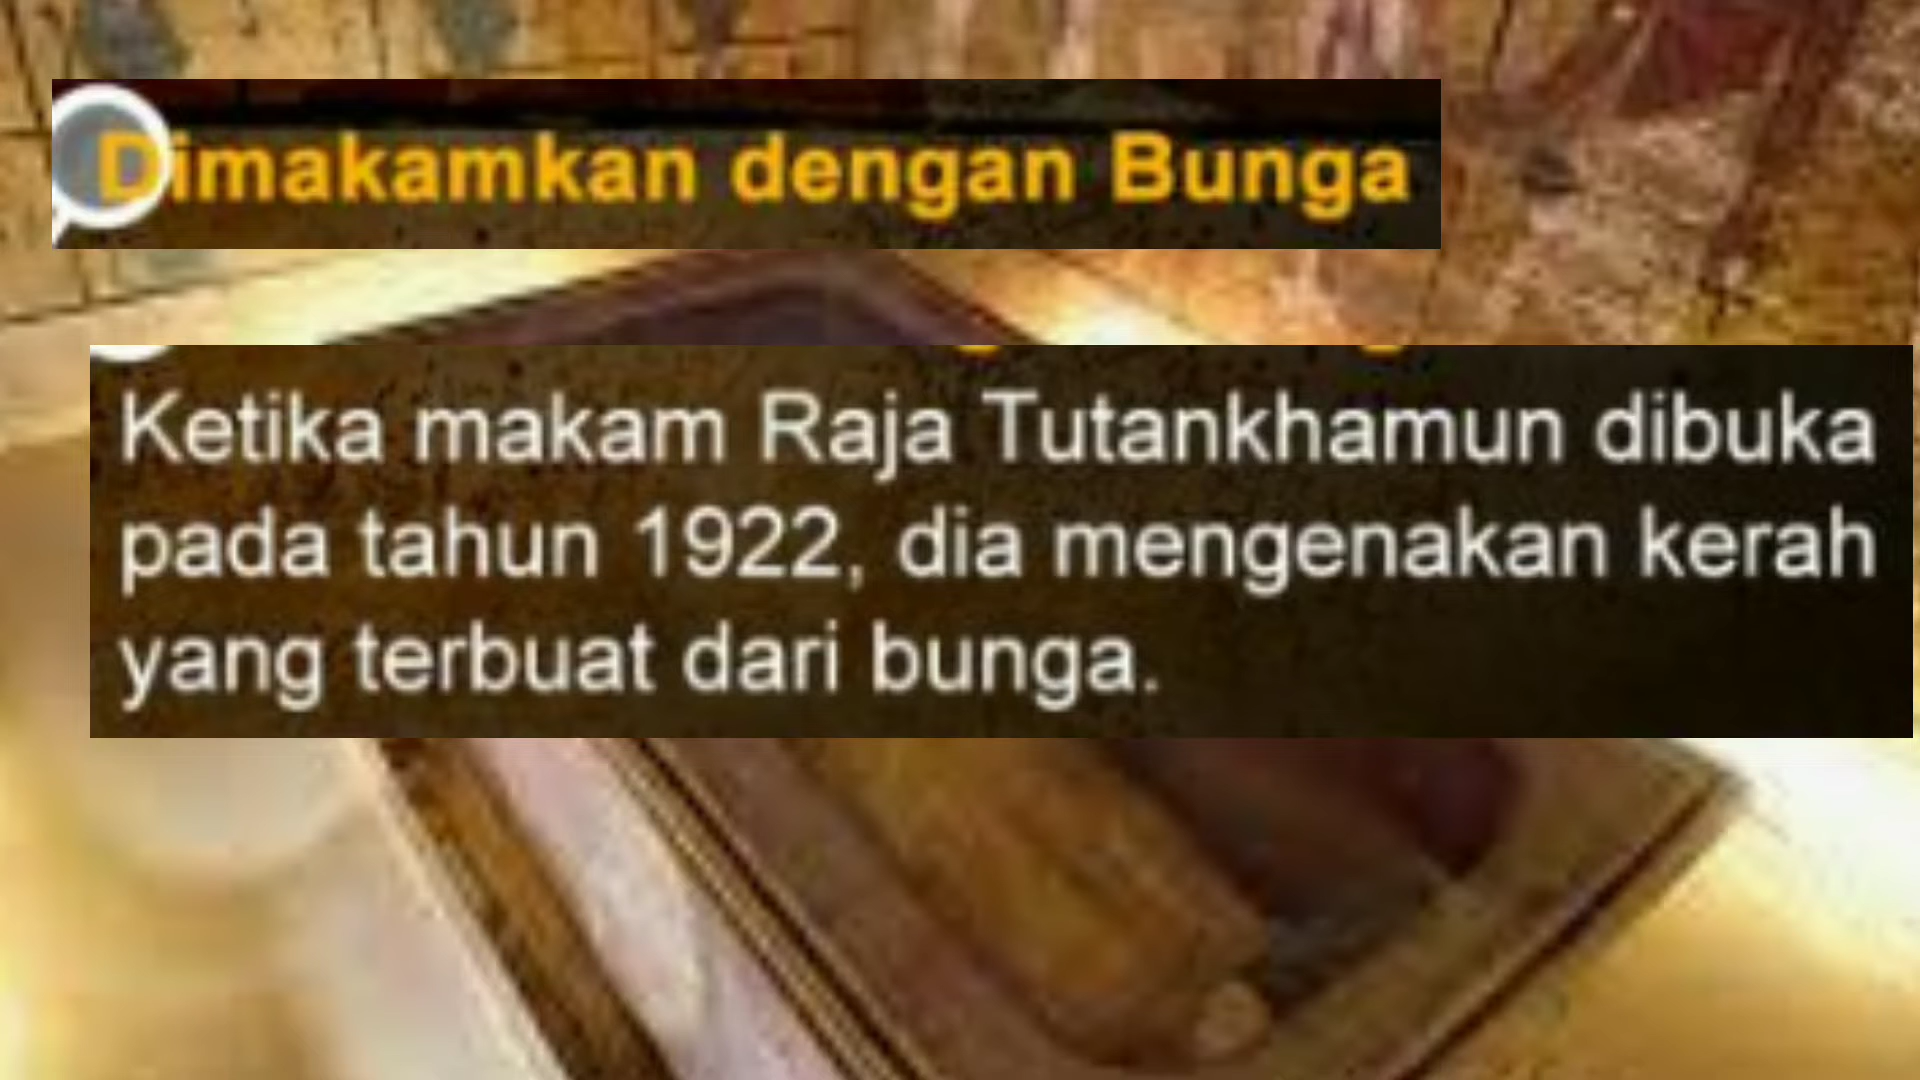 Dimakamkan dengan Bunga
Ketika makam Raja Tutankhamun dibuka
pada tahun 1922, dia mengenakan kerah
yang terbuat dari bunga.